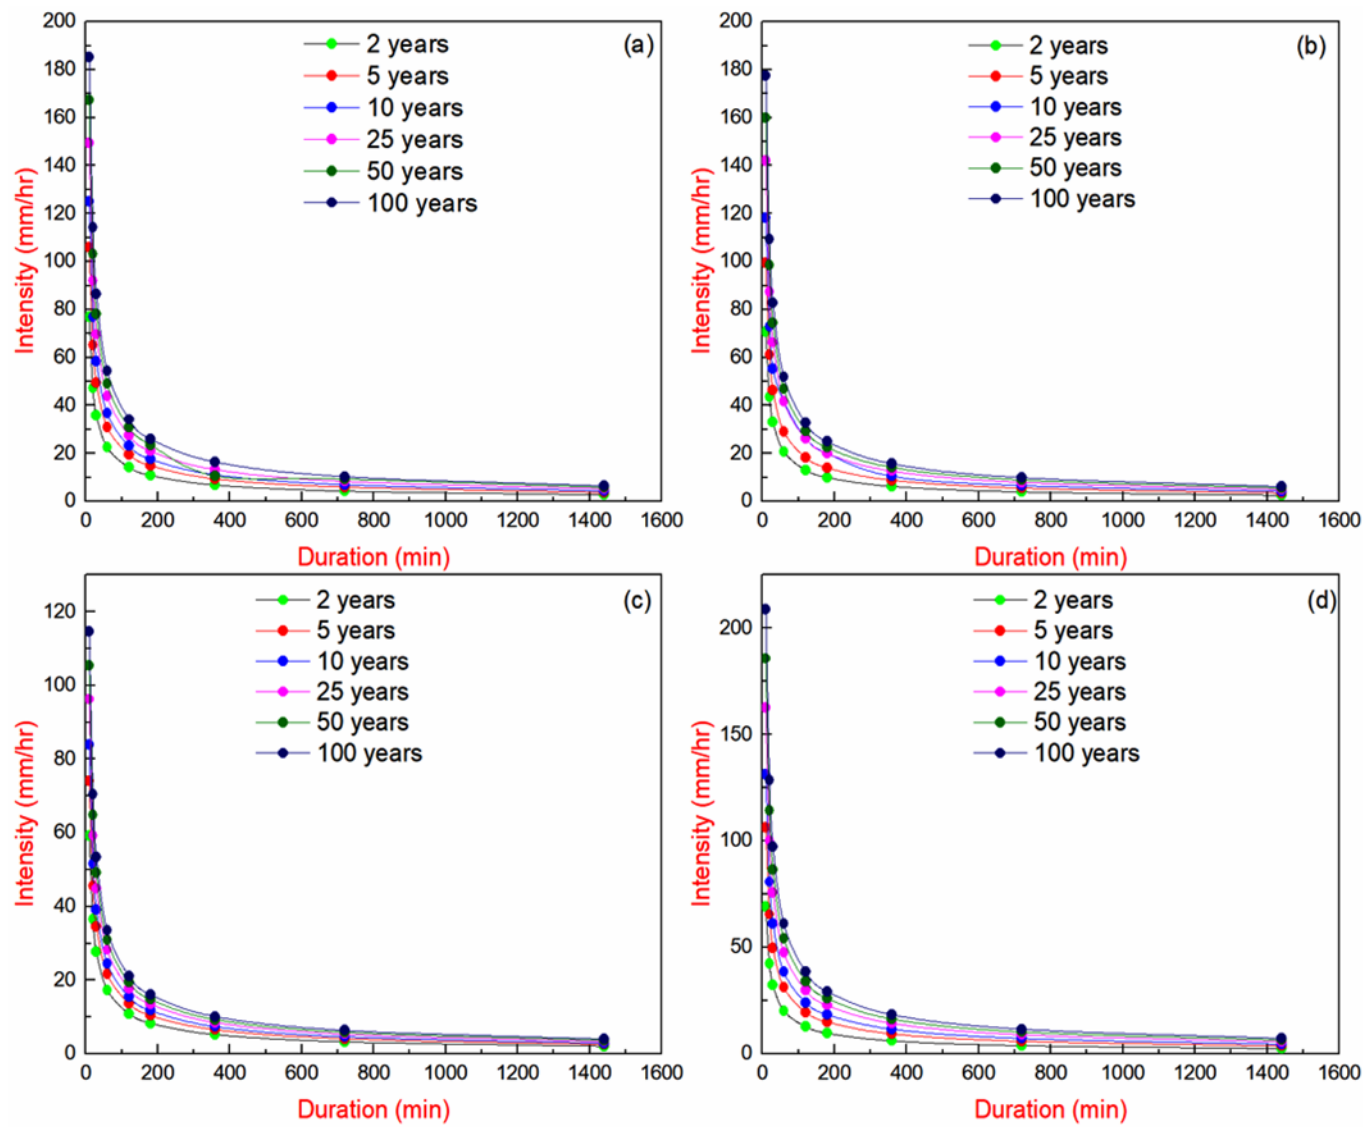 200
180
160
140
120
100
80
60
40
20
0
Intensity (mm/hr)
2 years
5 years
10 years
25 years
50 years
100 years
(a)
0 200 400 600 800 1000 1200 1400 1600
Duration (min)
200
180
160
140
120
100
80
60
40
20
0
Intensity (mm/hr)
2 years
5 years
10 years
25 years
50 years
100 years
(b)
0 200 400 600 800 1000 1200 1400 1600
Duration (min)
120
100
80
60
40
20
0
Intensity (mm/hr)
2 years
5 years
10 years
25 years
50 years
100 years
(c)
0 200 400 600 800 1000 1200 1400 1600
Duration (min)
200
150
100
50
0
Intensity (mm/hr)
2 years
5 years
10 years
25 years
50 years
100 years
(d)
0 200 400 600 800 1000 1200 1400 1600
Duration (min)